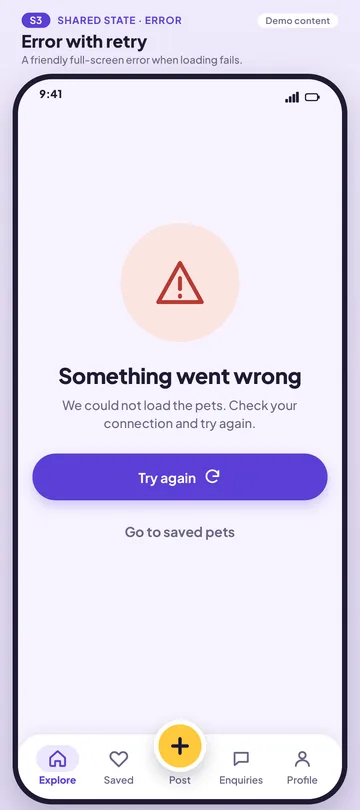 S3 SHARED STATE · ERROR
Demo content
Error with retry
A friendly full-screen error when loading fails.
9:41
Something went wrong
We could not load the pets. Check your
connection and try again.
Try again
Go to saved pets
Explore
Saved
Post
Enquiries
Profile